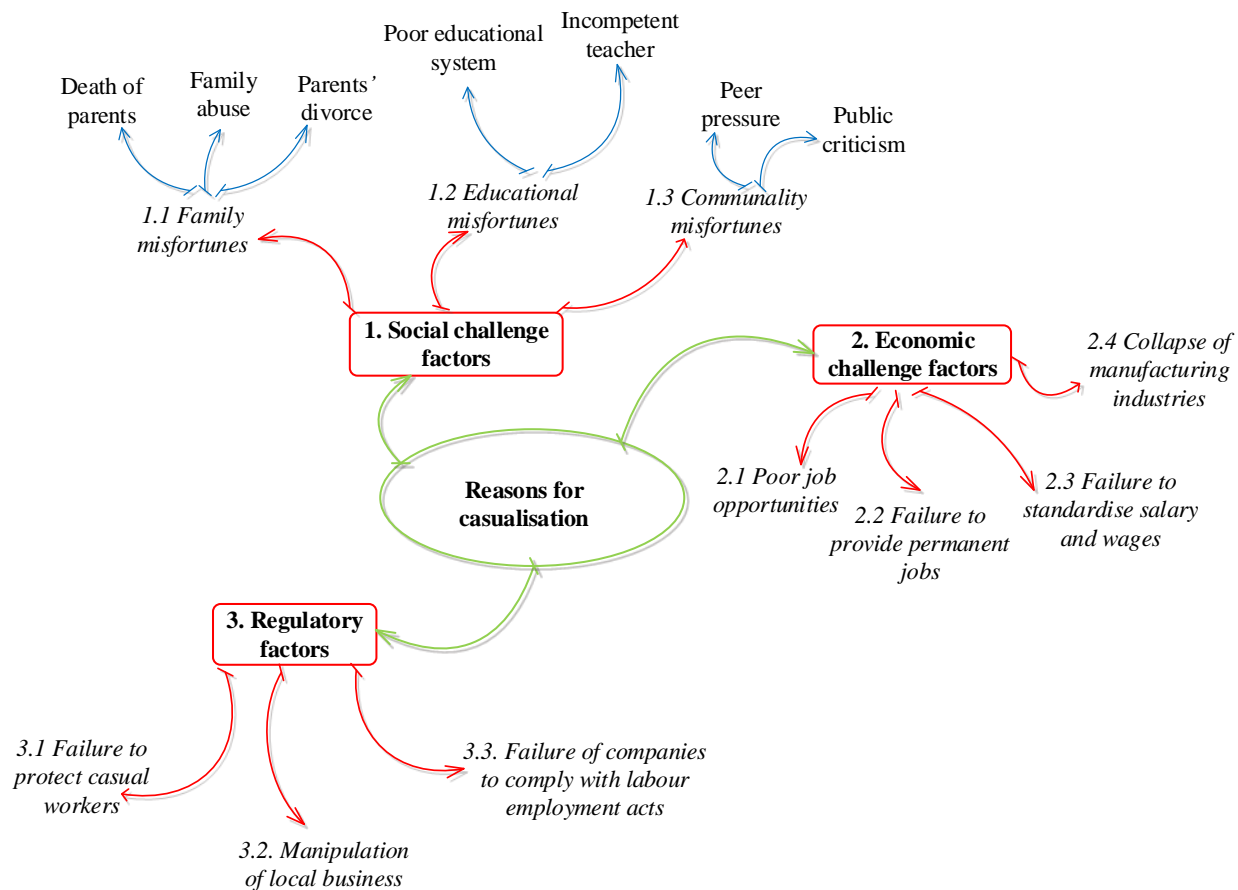 Death of
parents
Family
abuse
Parents’
divorce
Poor educational
system
Incompetent
teacher
Peer
pressure
Public
criticism
1.1 Family
misfortunes
1.2 Educational
misfortunes
1.3 Communality
misfortunes
1. Social challenge
factors
2. Economic
challenge factors
2.4 Collapse of
manufacturing
industries
2.1 Poor job
opportunities
2.2 Failure to
provide permanent
jobs
2.3 Failure to
standardise salary
and wages
Reasons for
casualisation
3. Regulatory
factors
3.1 Failure to
protect casual
workers
3.2. Manipulation
of local business
3.3. Failure of companies
to comply with labour
employment acts